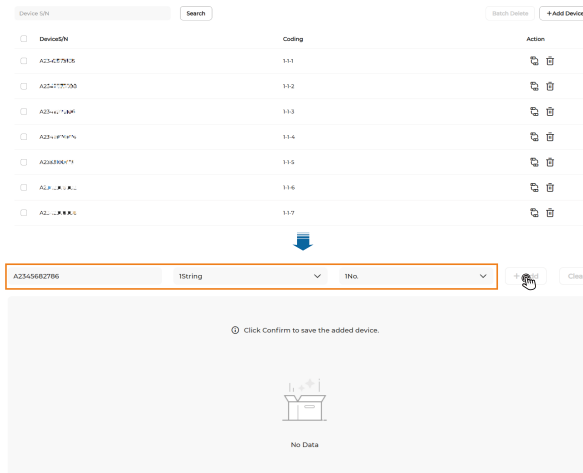 Device S/N Search Batch Delete +Add Device
DeviceS/N Coding Action
1-1-1
1-1-2
1-1-3
1-1-4
1-1-5
1-1-6
1-1-7
A2345682786 1String 1No.
Click Confirm to save the added device.
No Data